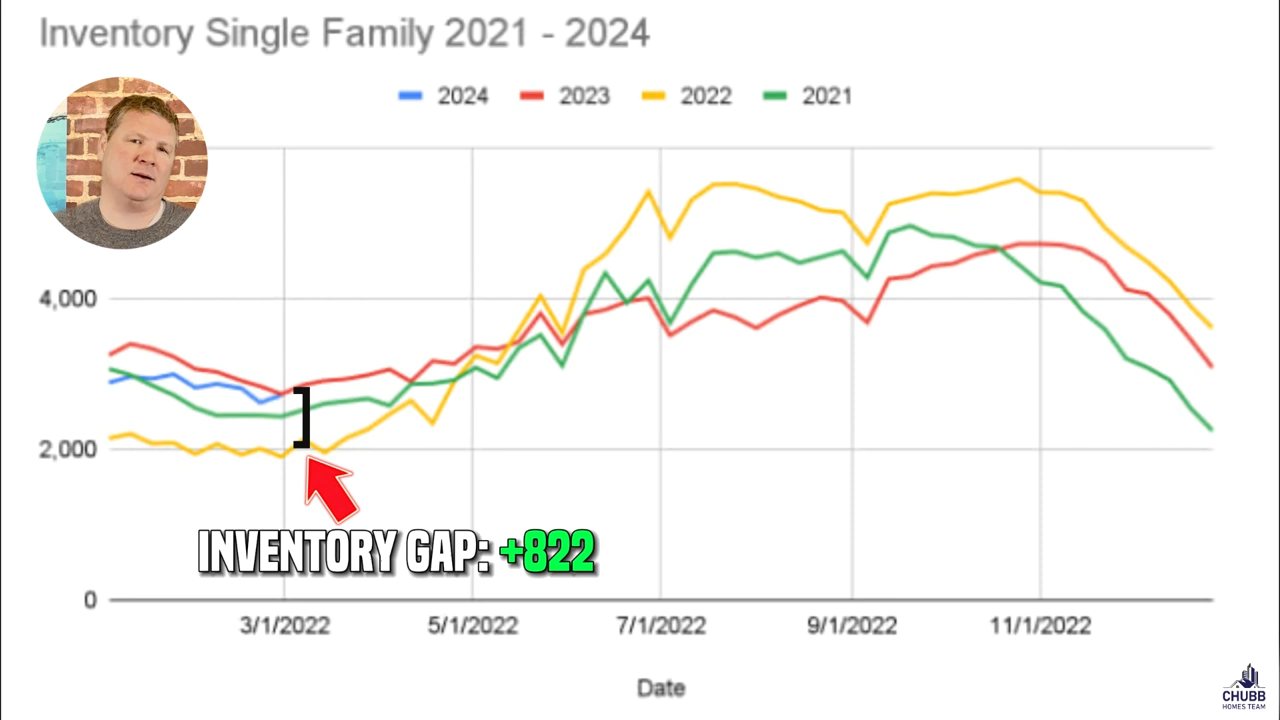 Inventory Single Family 2021 - 2024
2024 2023 2022 2021
4,000
2,000
INVENTORY GAP: +822
0
3/1/2022 5/1/2022 7/1/2022 9/1/2022 11/1/2022
Date
CHUBB
HOMES TEAM